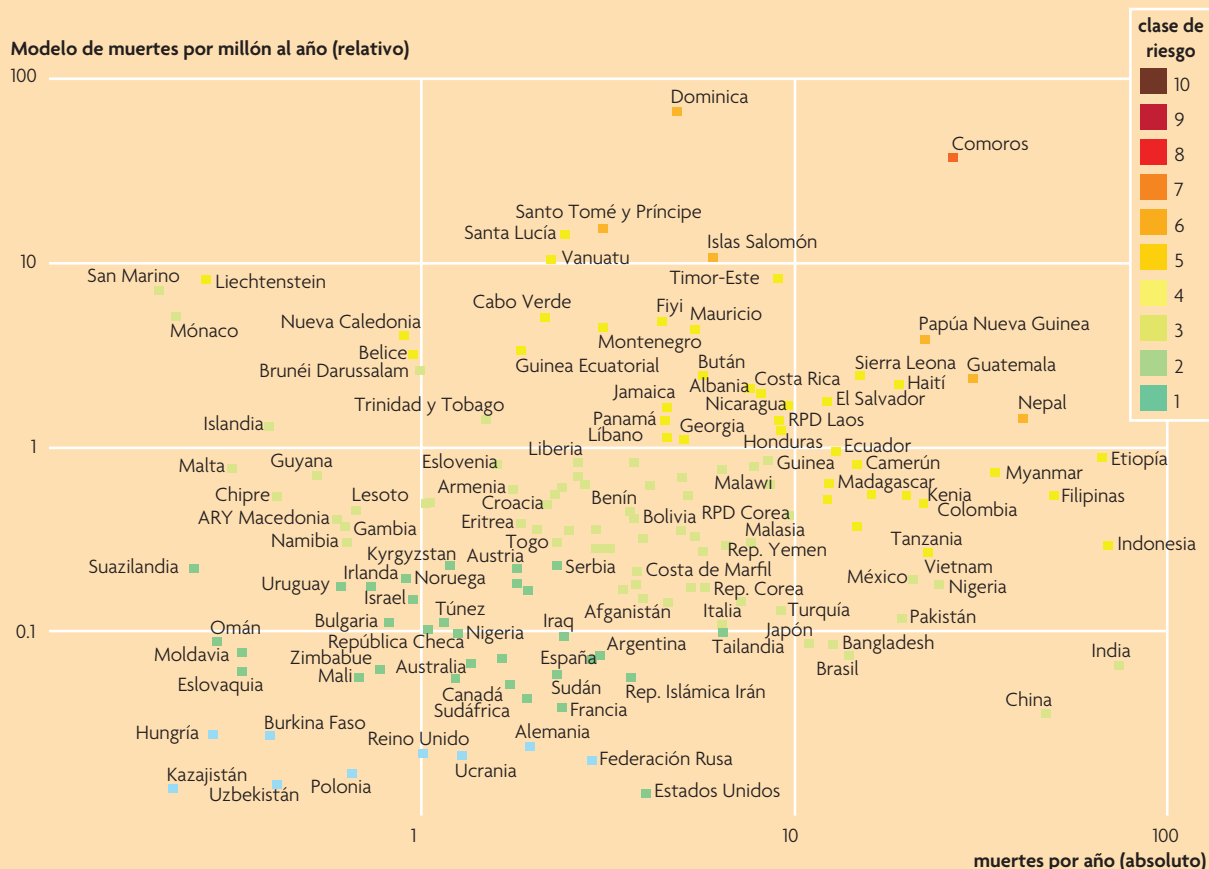 Modelo de muertes por millón al año (relativo)
clase de
riesgo
10
9
8
7
6
5
4
3
2
1
100
10
1
0.1
Dominica
Comoros
Santo Tomé y Príncipe
Santa Lucía
Islas Salomón
Vanuatu
San Marino
Liechtenstein
Timor-Este
Cabo Verde
Fiyi
Mauricio
Mónaco
Nueva Caledonia
Montenegro
Papúa Nueva Guinea
Belice
Guinea Ecuatorial
Brunéi Darussalam
Bután
Sierra Leona
Guatemala
Albania
Costa Rica
Haití
Jamaica
Nicaragua
El Salvador
Trinidad y Tobago
Nepal
Panamá
RPD Laos
Islandia
Líbano
Georgia
Honduras
Ecuador
Liberia
Eslovenia
Guinea
Camerún
Etiopía
Malta
Guyana
Myanmar
Armenia
Malawi
Madagascar
Chipre
Lesoto
Croacia
Benín
Kenia
Filipinas
Colombia
ARY Macedonia
Gambia
Eritrea
Bolivia
RPD Corea
Malasia
Namibia
Togo
Tanzania
Indonesia
Kyrgyzstan
Austria
Rep. Yemen
Suazilandia
Irlanda
Noruega
Serbia
Costa de Marfil
Vietnam
México
Nigeria
Uruguay
Israel
Rep. Corea
Túnez
Afganistán
Italia
Turquía
Pakistán
Bulgaria
Omán
República Checa
Nigeria
Iraq
Japón
Tailandia
Bangladesh
Argentina
Moldavia
Zimbabue
España
Brasil
India
Mali
Australia
Eslovaquia
Canadá
Sudán
Rep. Islámica Irán
China
Sudáfrica
Francia
Hungría
Burkina Faso
Reino Unido
Alemania
Ucrania
Federación Rusa
Kazajistán
Uzbekistán
Polonia
Estados Unidos
1
10
100
muertes por año (absoluto)